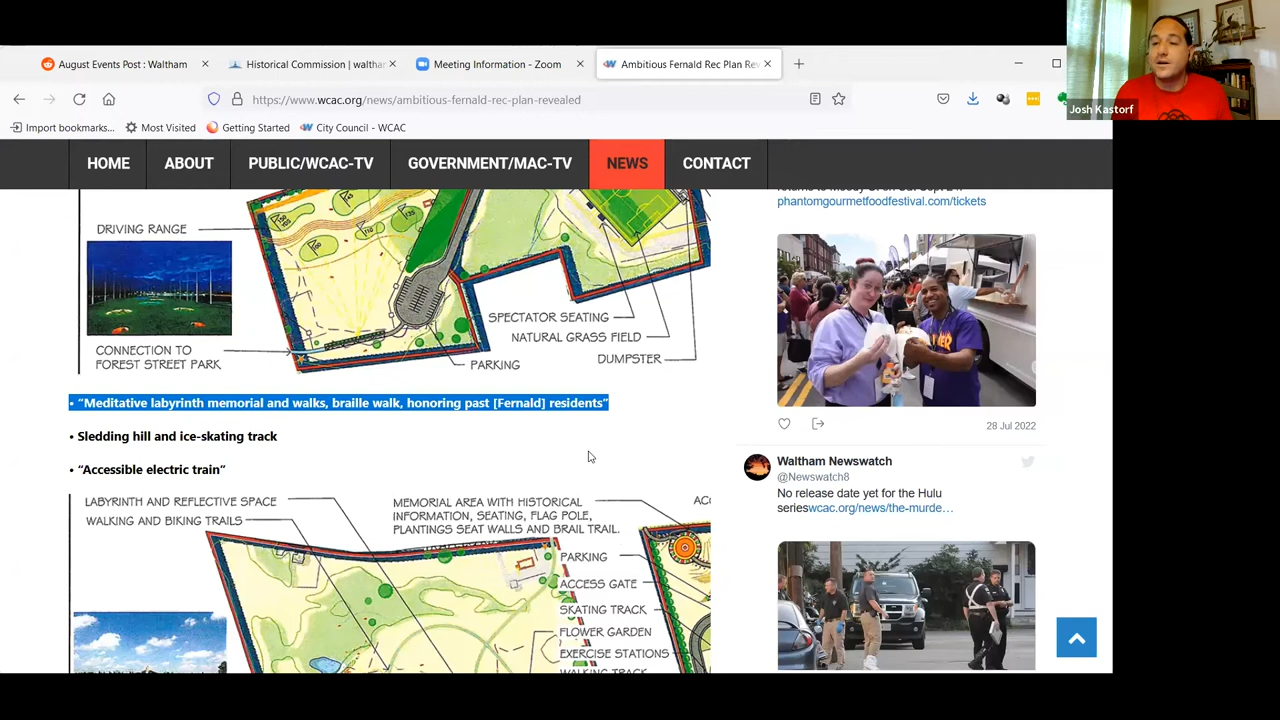 August Events Post : Waltham
Historical Commission | waltha
Meeting Information - Zoom
Ambitious Fernald Rec Plan Rev
https://www.wcac.org/news/ambitious-fernald-rec-plan-revealed
Josh Kastorf
Import bookmarks...
Most Visited
Getting Started
City Council - WCAC
HOME
ABOUT
PUBLIC/WCAC-TV
GOVERNMENT/MAC-TV
NEWS
CONTACT
phantomgourmetfoodfestival.com/tickets
DRIVING RANGE
SPECTATOR SEATING
NATURAL GRASS FIELD
CONNECTION TO
FOREST STREET PARK
PARKING
DUMPSTER
• “Meditative labyrinth memorial and walks, braille walk, honoring past [Fernald] residents”
• Sledding hill and ice-skating track
• “Accessible electric train”
28 Jul 2022
Waltham Newswatch
@Newswatch8
No release date yet for the Hulu
serieswcac.org/news/the-murde…
LABYRINTH AND REFLECTIVE SPACE
WALKING AND BIKING TRAILS
MEMORIAL AREA WITH HISTORICAL
INFORMATION, SEATING, FLAG POLE,
PLANTINGS SEAT WALLS AND BRAIL TRAIL.
AC
PARKING
ACCESS GATE
SKATING TRACK
FLOWER GARDEN
EXERCISE STATIONS
WALKING TRACK